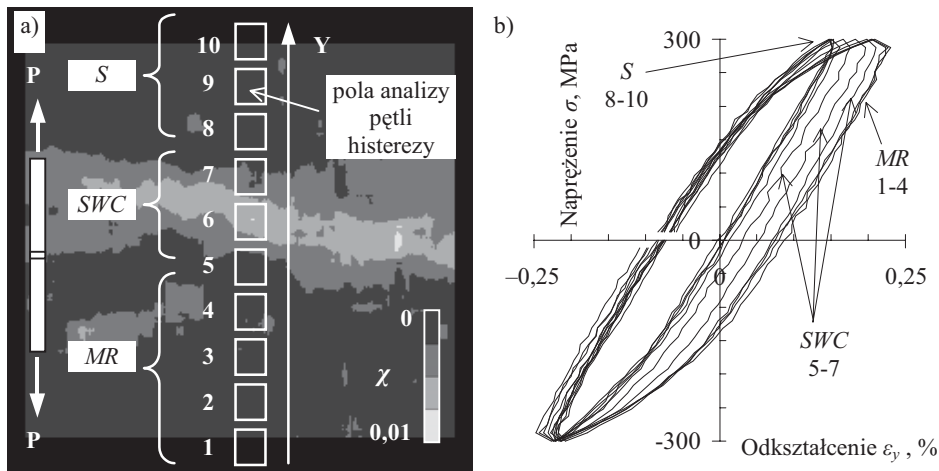 a)
10
Y
S
P
9
pola analizy
pętli
histerezy
8
7
SWC
6
5
4
0
MR
3
χ
2
0,01
P
1
b)
300
S
8-10
Naprężenie σ, MPa
MR
1-4
0
–0,25
0
0,25
SWC
5-7
-300
Odkształcenie εy , %